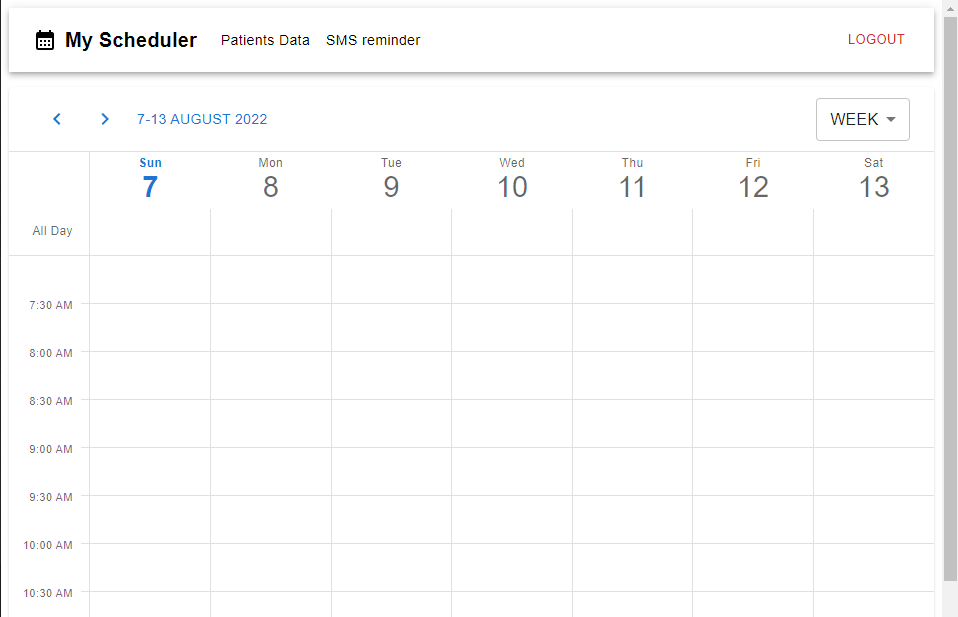 My Scheduler Patients Data SMS reminder LOGOUT
7-13 AUGUST 2022 WEEK
Sun Mon Tue Wed Thu Fri Sat
7 8 9 10 11 12 13
All Day
7:30 AM
8:00 AM
8:30 AM
9:00 AM
9:30 AM
10:00 AM
10:30 AM